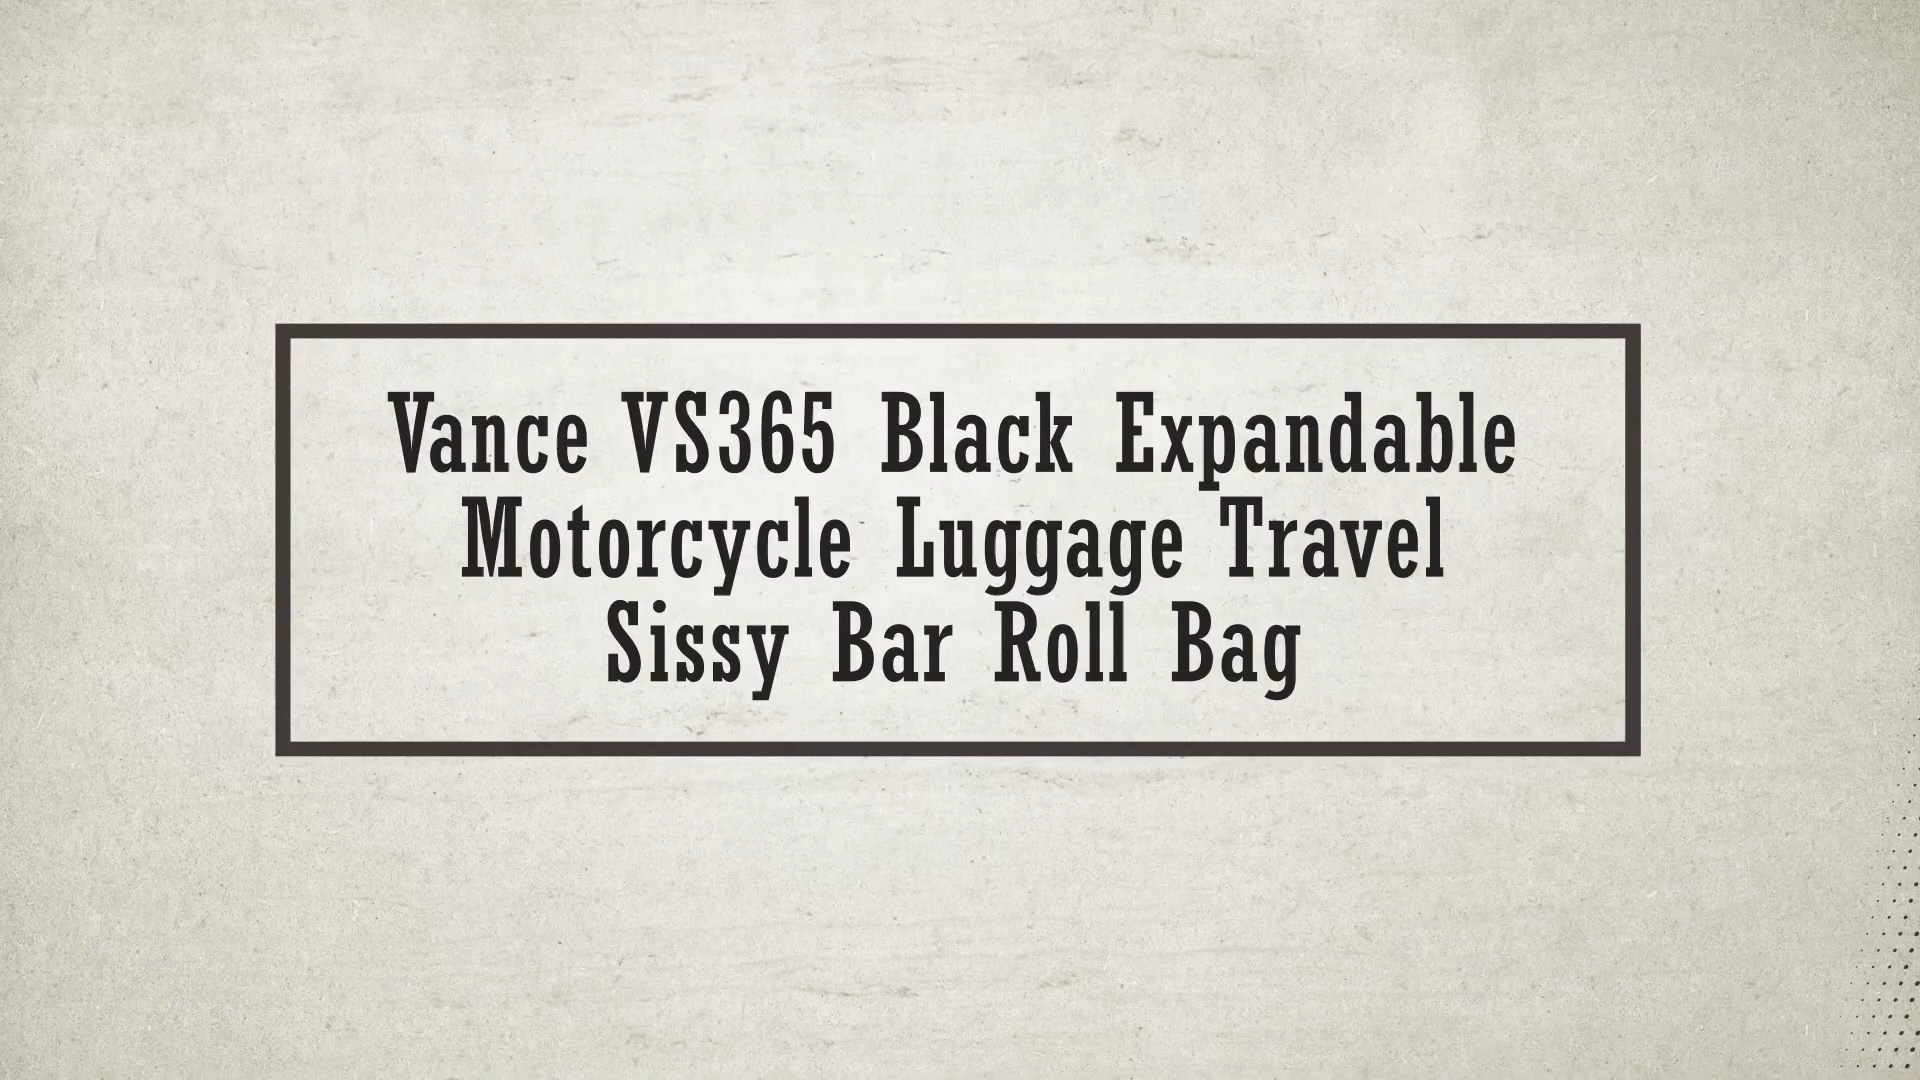 Vance VS365 Black Expandable
Motorcycle Luggage Travel
Sissy Bar Roll Bag